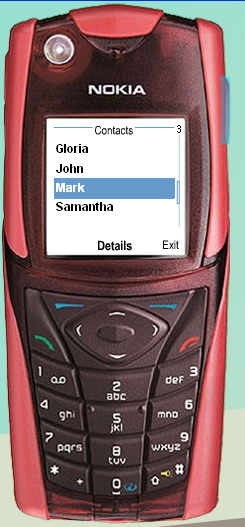 NOKIA
Contacts 3
Gloria
John
Mark
Samantha
Details Exit
1
2 abc
def 3
4 ghi
5 jkl
mno 6
7 pqrs
8 tuv
wxyz 9
* +
0
#